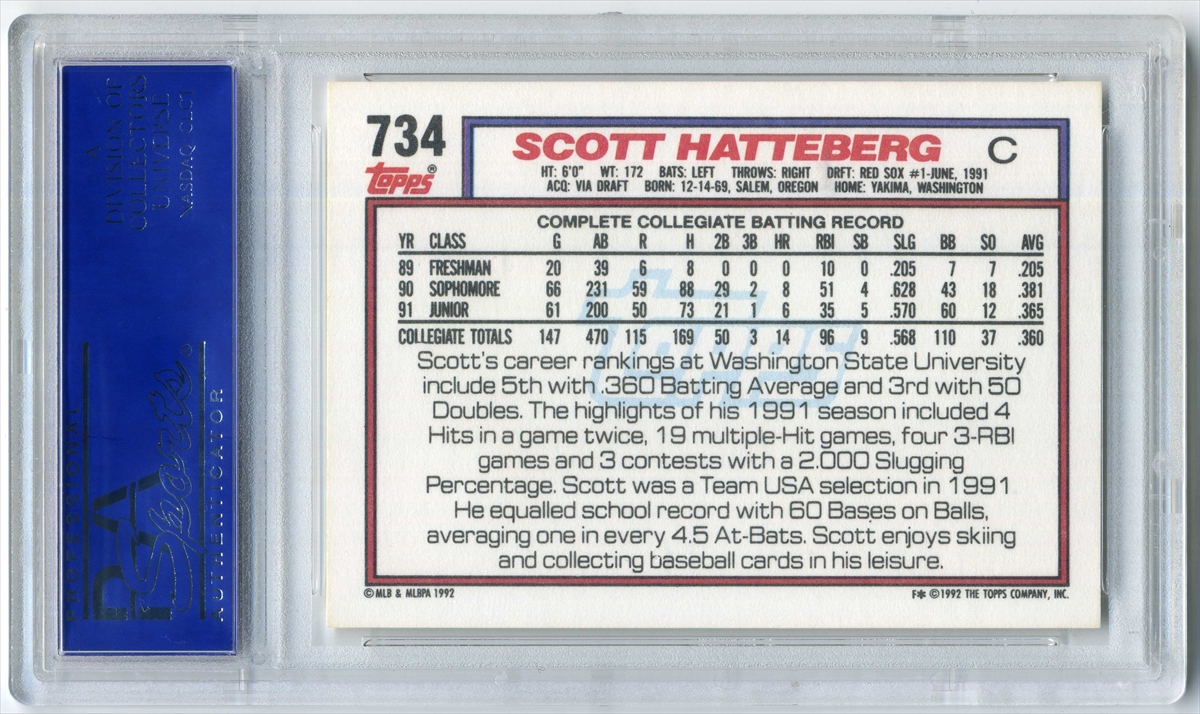 A
DIVISION OF
COLLECTORS
UNIVERSE
NASDAQ CLCT
PROFESSIONAL
PSA
Sports®
AUTHENTICATOR
734
topps®
SCOTT HATTEBERG C
HT: 6'0" WT: 172 BATS: LEFT THROWS: RIGHT DRFT: RED SOX #1-JUNE, 1991
ACQ: VIA DRAFT BORN: 12-14-69, SALEM, OREGON HOME: YAKIMA, WASHINGTON
COMPLETE COLLEGIATE BATTING RECORD
YR CLASS G AB R H 2B 3B HR RBI SB SLG BB SO AVG
89 FRESHMAN 20 39 6 8 0 0 0 10 0 .205 7 7 .205
90 SOPHOMORE 66 231 59 88 29 2 8 51 4 .628 43 18 .381
91 JUNIOR 61 200 50 73 21 1 6 35 5 .570 60 12 .365
COLLEGIATE TOTALS 147 470 115 169 50 3 14 96 9 .568 110 37 .360
topps
Scott's career rankings at Washington State University
include 5th with .360 Batting Average and 3rd with 50
Doubles. The highlights of his 1991 season included 4
Hits in a game twice, 19 multiple-Hit games, four 3-RBI
games and 3 contests with a 2.000 Slugging
Percentage. Scott was a Team USA selection in 1991
He equalled school record with 60 Bases on Balls,
averaging one in every 4.5 At-Bats. Scott enjoys skiing
and collecting baseball cards in his leisure.
©MLB & MLBPA 1992
F* ©1992 THE TOPPS COMPANY, INC.